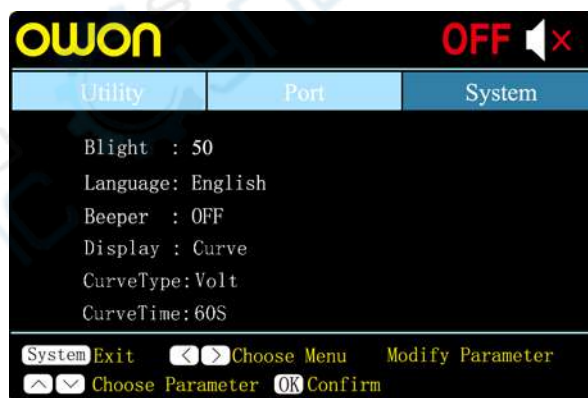 owon OFF
Utility Port System
Blight : 50
Language: English
Beeper : OFF
Display : Curve
CurveType:Volt
CurveTime:60S
System Exit < > Choose Menu Modify Parameter
Choose Parameter OK Confirm